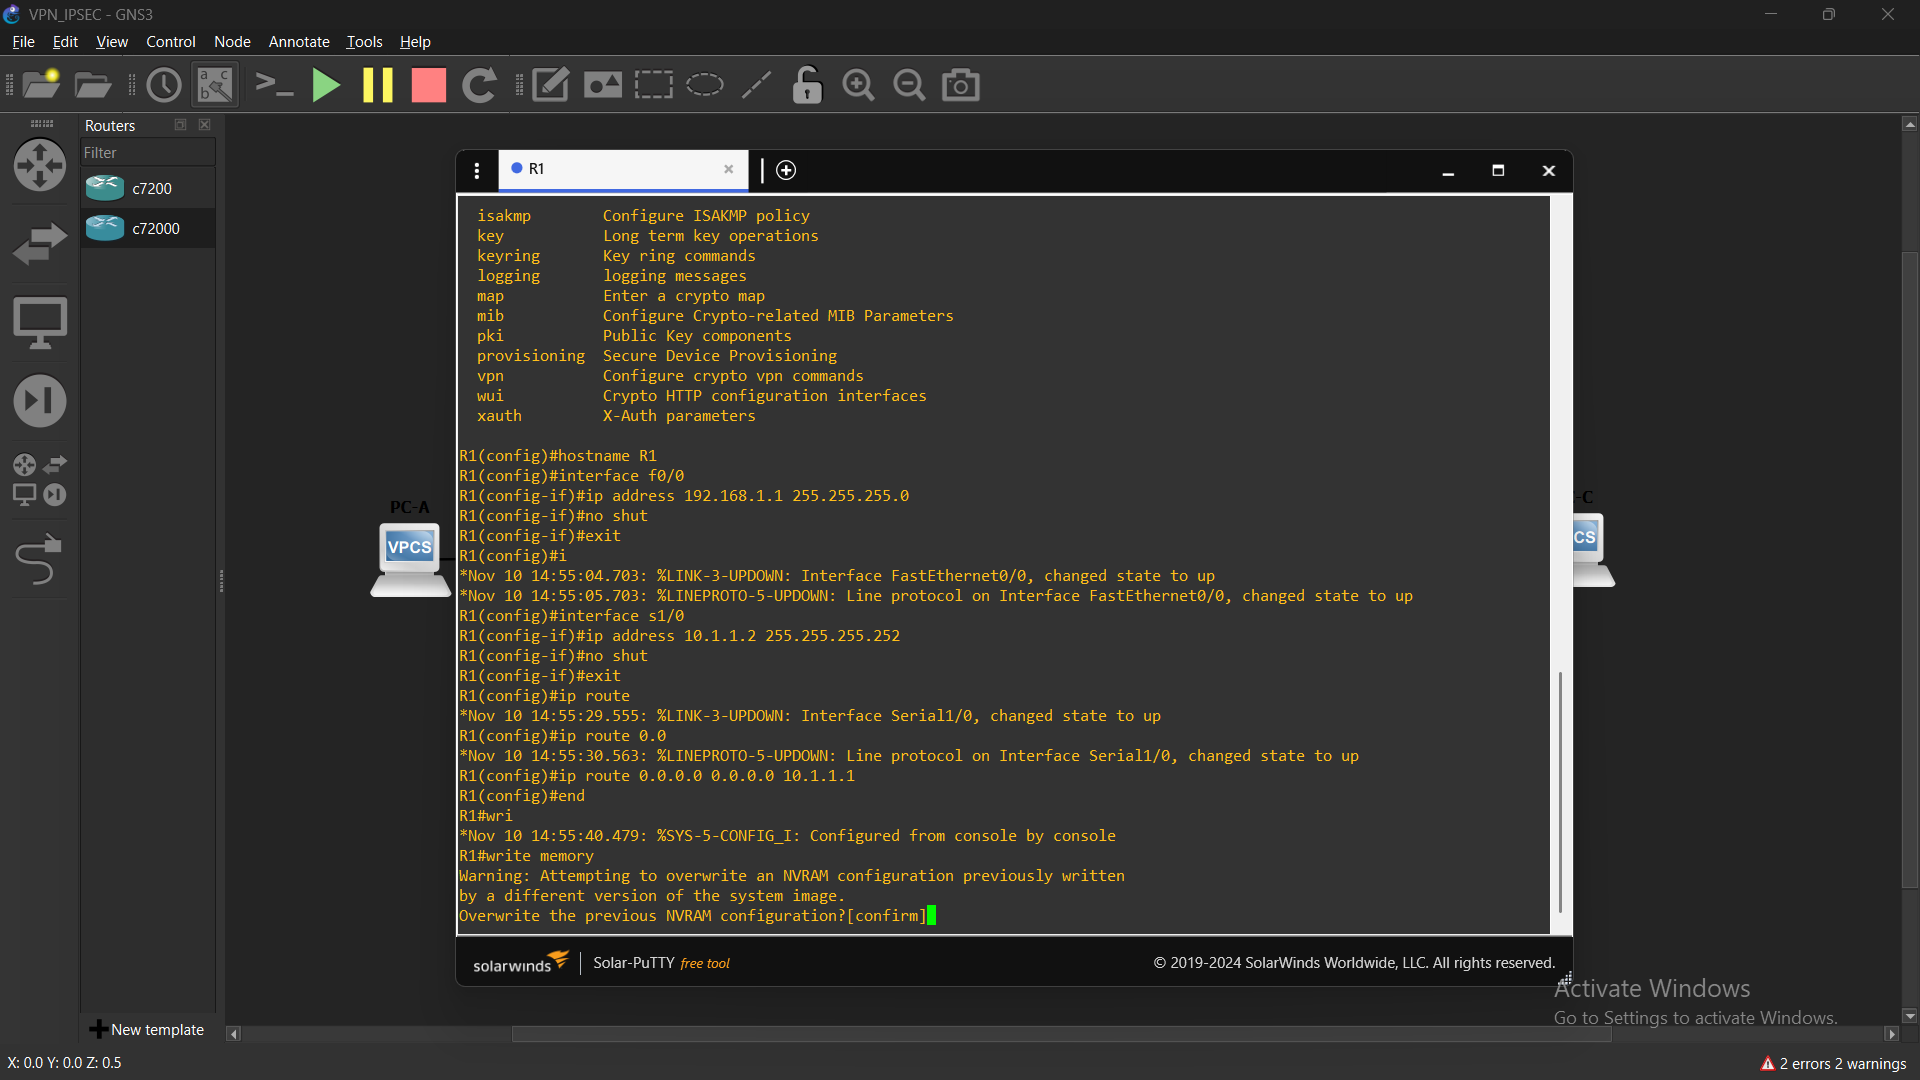 VPN_IPSEC - GNS3
File Edit View Control Node Annotate Tools Help
a c
b
>_
Routers
Filter
c7200
c72000
New template
PC-A
VPCS
-C
CS
R1
isakmp Configure ISAKMP policy
key Long term key operations
keyring Key ring commands
logging logging messages
map Enter a crypto map
mib Configure Crypto-related MIB Parameters
pki Public Key components
provisioning Secure Device Provisioning
vpn Configure crypto vpn commands
wui Crypto HTTP configuration interfaces
xauth X-Auth parameters
R1(config)#hostname R1
R1(config)#interface f0/0
R1(config-if)#ip address 192.168.1.1 255.255.255.0
R1(config-if)#no shut
R1(config-if)#exit
R1(config)#i
*Nov 10 14:55:04.703: %LINK-3-UPDOWN: Interface FastEthernet0/0, changed state to up
*Nov 10 14:55:05.703: %LINEPROTO-5-UPDOWN: Line protocol on Interface FastEthernet0/0, changed state to up
R1(config)#interface s1/0
R1(config-if)#ip address 10.1.1.2 255.255.255.252
R1(config-if)#no shut
R1(config-if)#exit
R1(config)#ip route
*Nov 10 14:55:29.555: %LINK-3-UPDOWN: Interface Serial1/0, changed state to up
R1(config)#ip route 0.0
*Nov 10 14:55:30.563: %LINEPROTO-5-UPDOWN: Line protocol on Interface Serial1/0, changed state to up
R1(config)#ip route 0.0.0.0 0.0.0.0 10.1.1.1
R1(config)#end
R1#wri
*Nov 10 14:55:40.479: %SYS-5-CONFIG_I: Configured from console by console
R1#write memory
Warning: Attempting to overwrite an NVRAM configuration previously written
by a different version of the system image.
Overwrite the previous NVRAM configuration?[confirm]
solarwinds Solar-PuTTY free tool © 2019-2024 SolarWinds Worldwide, LLC. All rights reserved.
Activate Windows
Go to Settings to activate Windows.
X: 0.0 Y: 0.0 Z: 0.5
2 errors 2 warnings